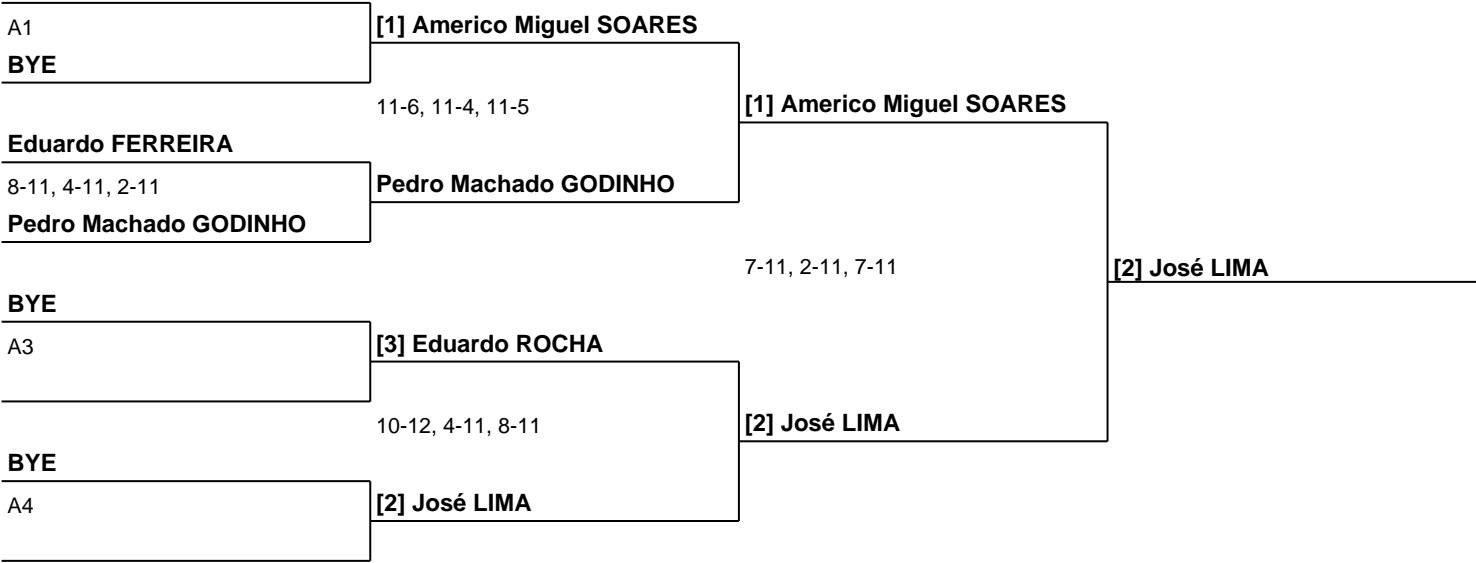 A1
[1] Americo Miguel SOARES
BYE
11-6, 11-4, 11-5
[1] Americo Miguel SOARES
Eduardo FERREIRA
8-11, 4-11, 2-11
Pedro Machado GODINHO
Pedro Machado GODINHO
7-11, 2-11, 7-11
[2] José LIMA
BYE
A3
[3] Eduardo ROCHA
10-12, 4-11, 8-11
[2] José LIMA
BYE
A4
[2] José LIMA